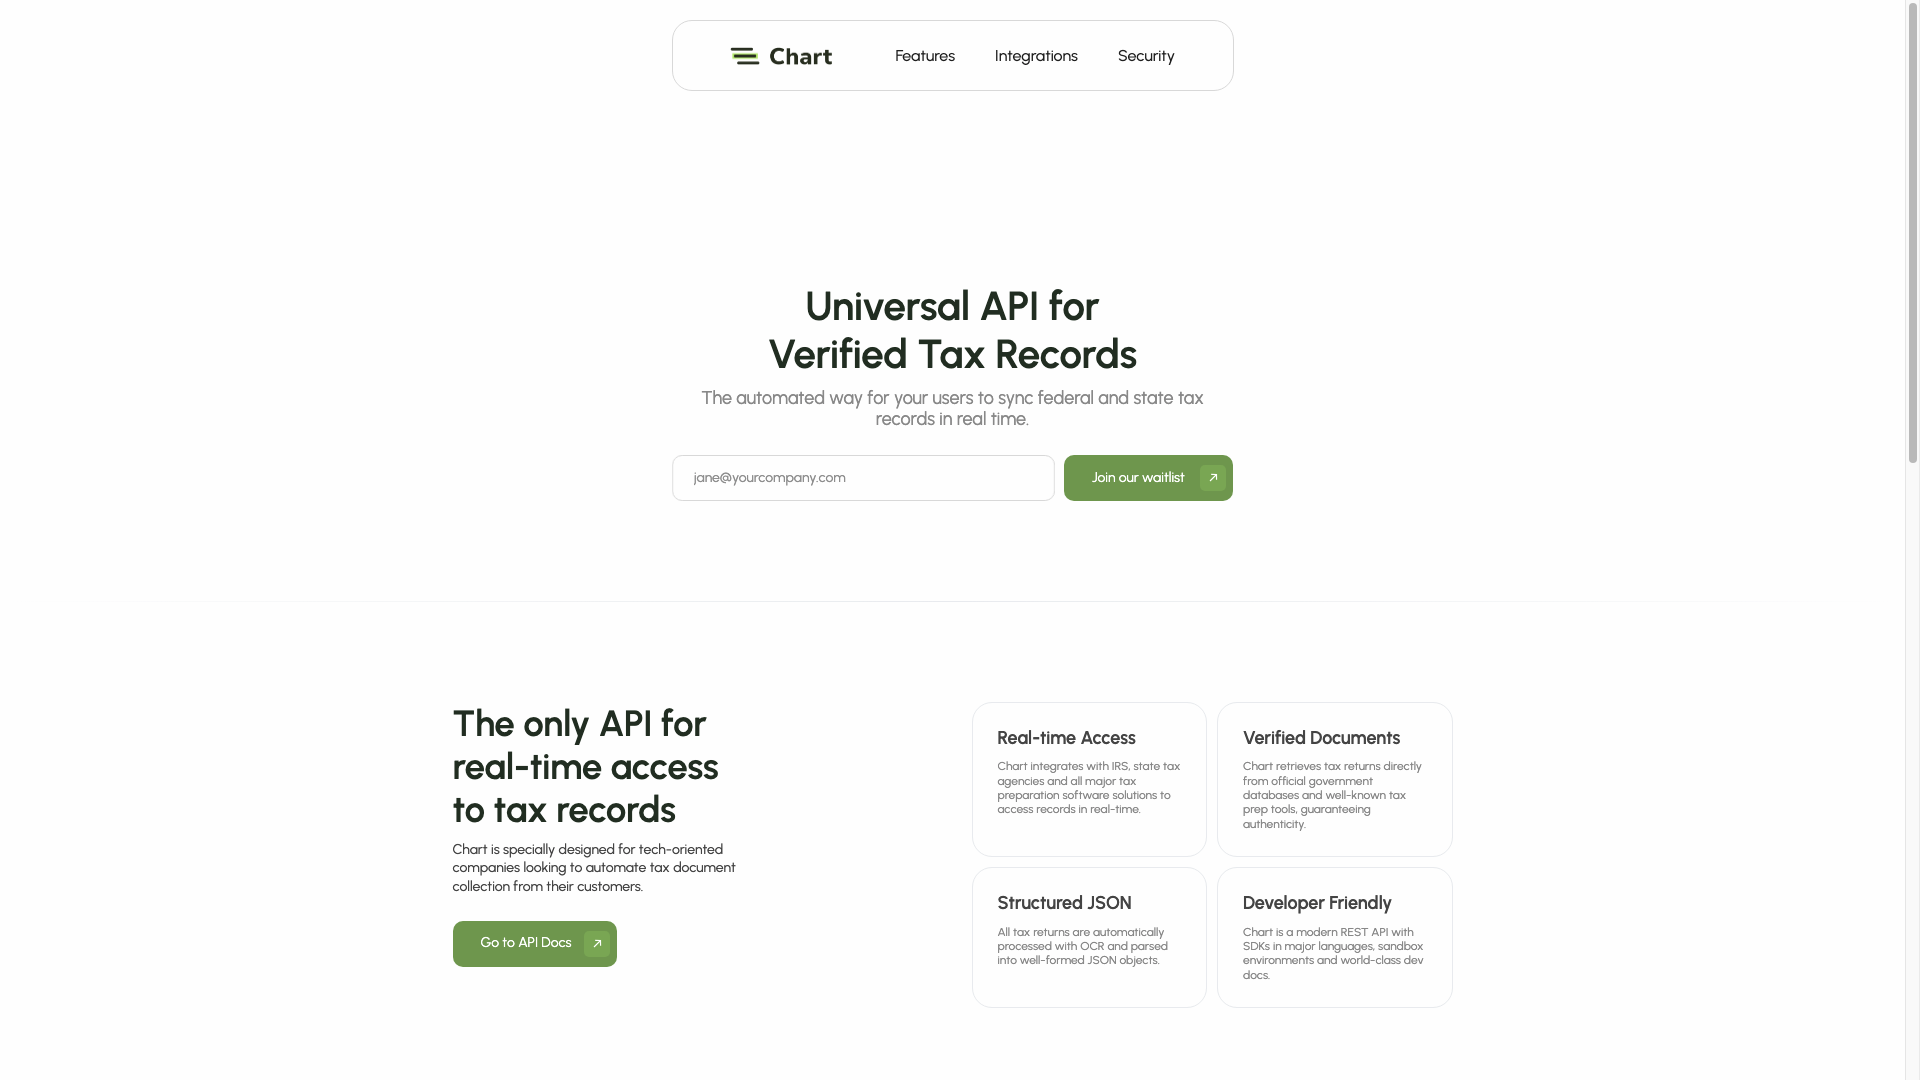 Chart
Features
Integrations
Security
Universal API for
Verified Tax Records
The automated way for your users to sync federal and state tax
records in real time.
jane@yourcompany.com
Join our waitlist
The only API for
real-time access
to tax records
Chart is specially designed for tech-oriented
companies looking to automate tax document
collection from their customers.
Go to API Docs
Real-time Access
Chart integrates with IRS, state tax
agencies and all major tax
preparation software solutions to
access records in real-time.
Verified Documents
Chart retrieves tax returns directly
from official government
databases and well-known tax
prep tools, guaranteeing
authenticity.
Structured JSON
All tax returns are automatically
processed with OCR and parsed
into well-formed JSON objects.
Developer Friendly
Chart is a modern REST API with
SDKs in major languages, sandbox
environments and world-class dev
docs.